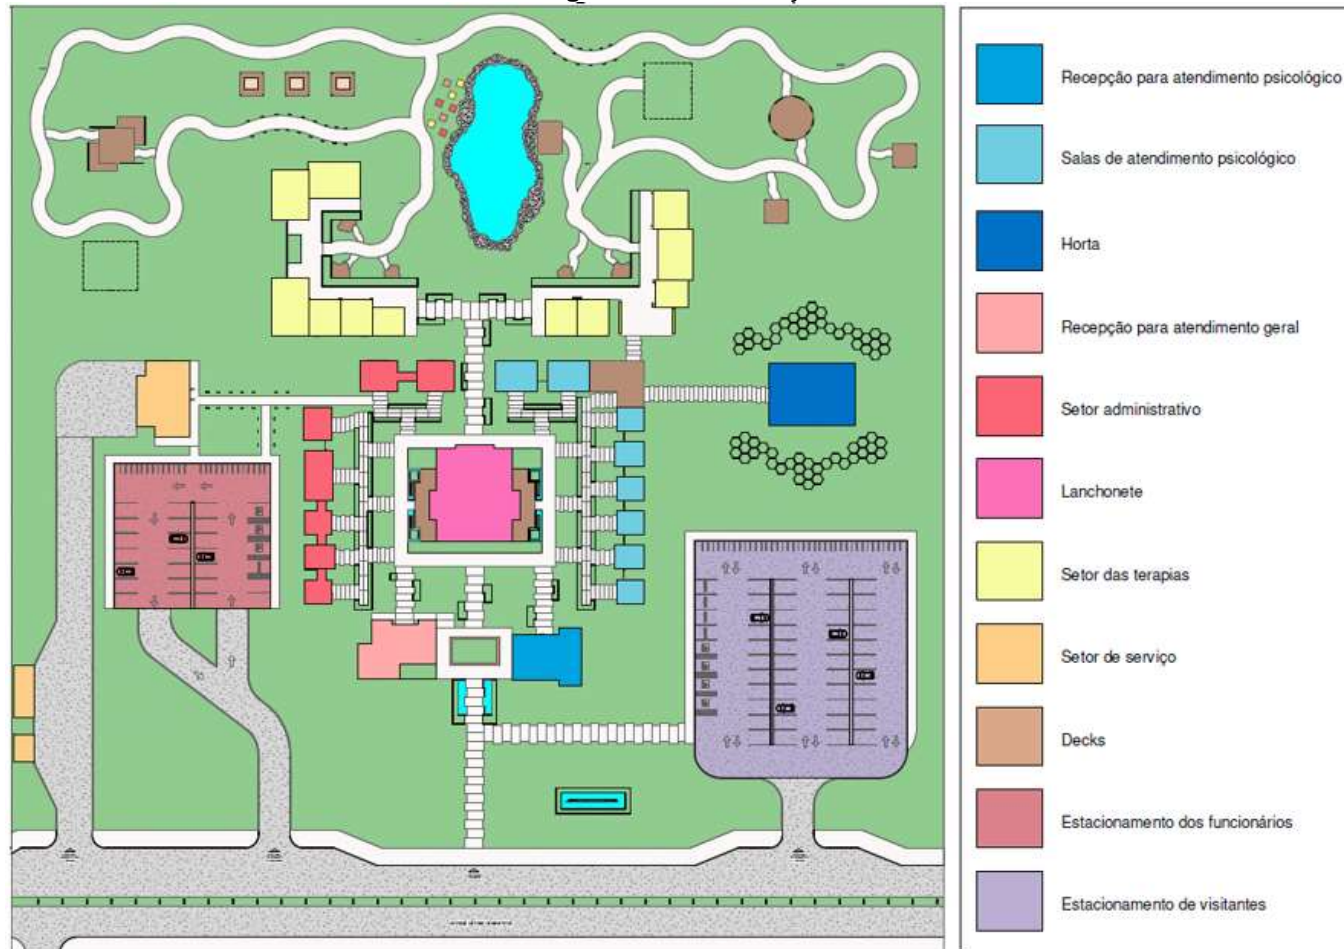 Recepção para atendimento psicológico
Salas de atendimento psicológico
Horta
Recepção para atendimento geral
Setor administrativo
Lanchonete
Setor das terapias
Setor de serviço
Decks
Estacionamento dos funcionários
Estacionamento de visitantes